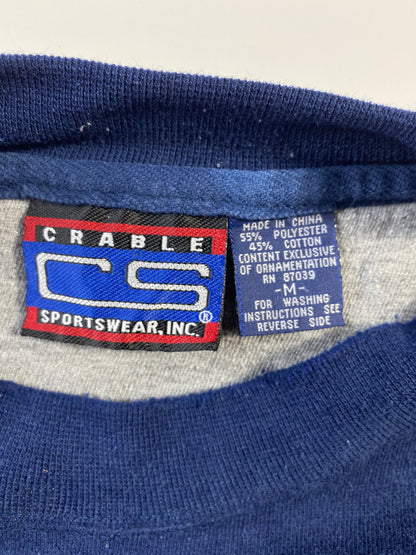 CRABLE
CS
SPORTSWEAR, INC.®
MADE IN CHINA
55% POLYESTER
45% COTTON
CONTENT EXCLUSIVE
OF ORNAMENTATION
RN 87039
-M-
FOR WASHING
INSTRUCTIONS SEE
REVERSE SIDE